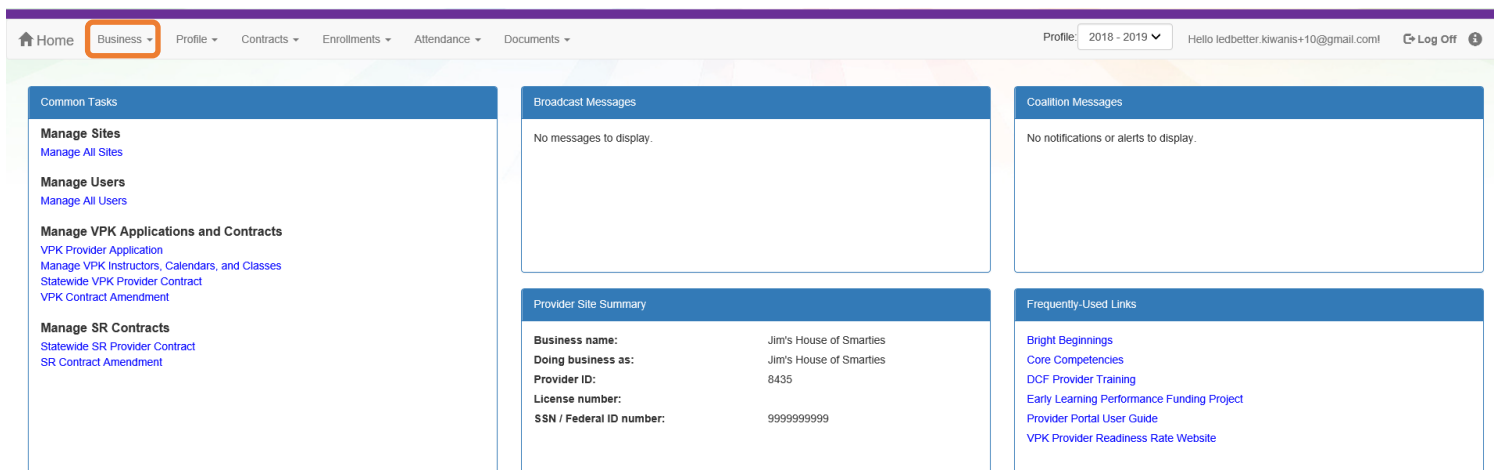 Home Business Profile Contracts Enrollments Attendance Documents Profile: 2018 - 2019 Hello ledbetter.kiwanis+10@gmail.com! Log Off
Common Tasks
Manage Sites
Manage All Sites
Manage Users
Manage All Users
Manage VPK Applications and Contracts
VPK Provider Application
Manage VPK Instructors, Calendars, and Classes
Statewide VPK Provider Contract
VPK Contract Amendment
Manage SR Contracts
Statewide SR Provider Contract
SR Contract Amendment
Broadcast Messages
No messages to display.
Coalition Messages
No notifications or alerts to display.
Provider Site Summary
Business name: Jim's House of Smarties
Doing business as: Jim's House of Smarties
Provider ID: 8435
License number:
SSN / Federal ID number: 9999999999
Frequently-Used Links
Bright Beginnings
Core Competencies
DCF Provider Training
Early Learning Performance Funding Project
Provider Portal User Guide
VPK Provider Readiness Rate Website